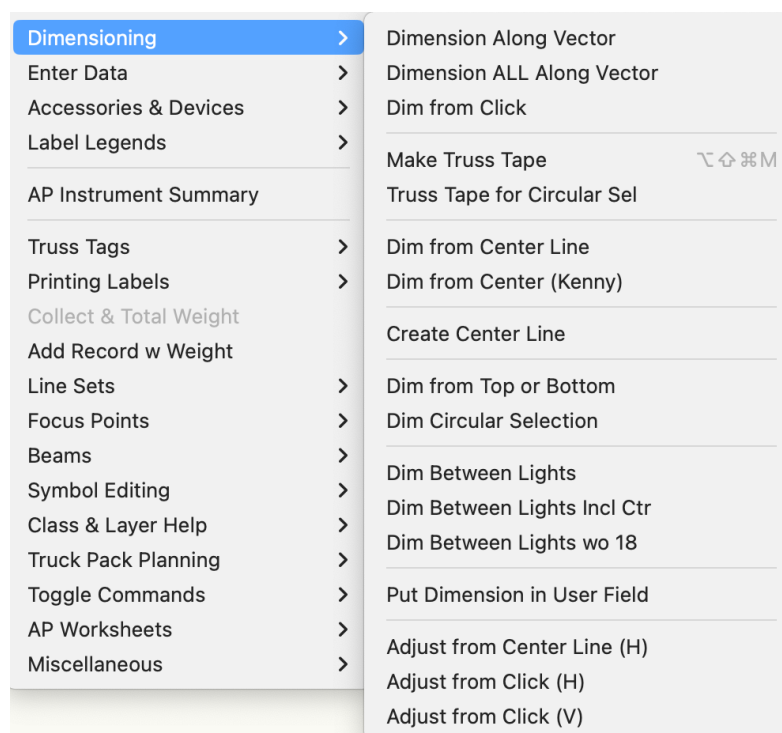 Dimensioning
Enter Data
Accessories & Devices
Label Legends
AP Instrument Summary
Truss Tags
Printing Labels
Collect & Total Weight
Add Record w Weight
Line Sets
Focus Points
Beams
Symbol Editing
Class & Layer Help
Truck Pack Planning
Toggle Commands
AP Worksheets
Miscellaneous
Dimension Along Vector
Dimension ALL Along Vector
Dim from Click
Make Truss Tape ⌥⇧⌘M
Truss Tape for Circular Sel
Dim from Center Line
Dim from Center (Kenny)
Create Center Line
Dim from Top or Bottom
Dim Circular Selection
Dim Between Lights
Dim Between Lights Incl Ctr
Dim Between Lights wo 18
Put Dimension in User Field
Adjust from Center Line (H)
Adjust from Click (H)
Adjust from Click (V)